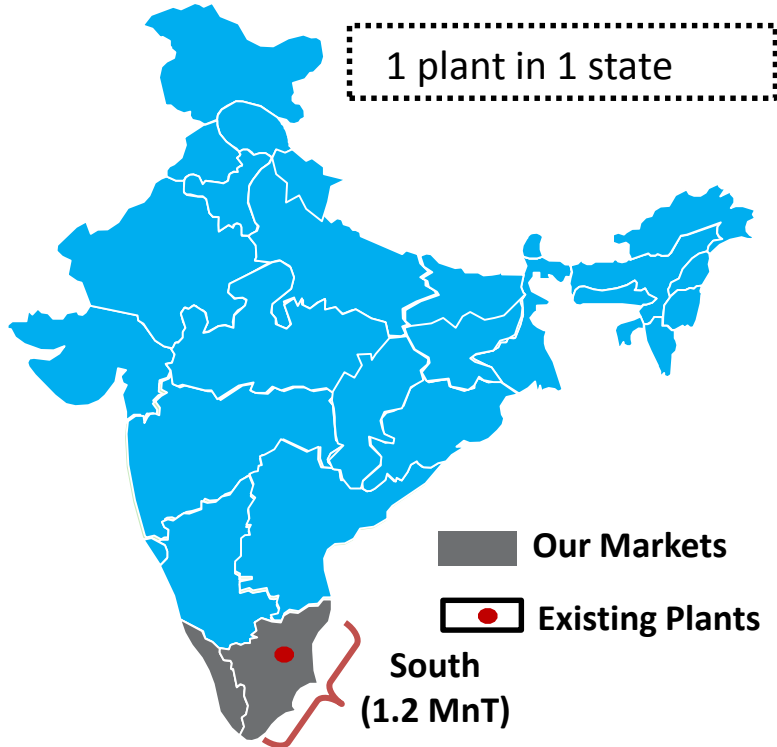 1 plant in 1 state
Our Markets
Existing Plants
South
(1.2 MnT)